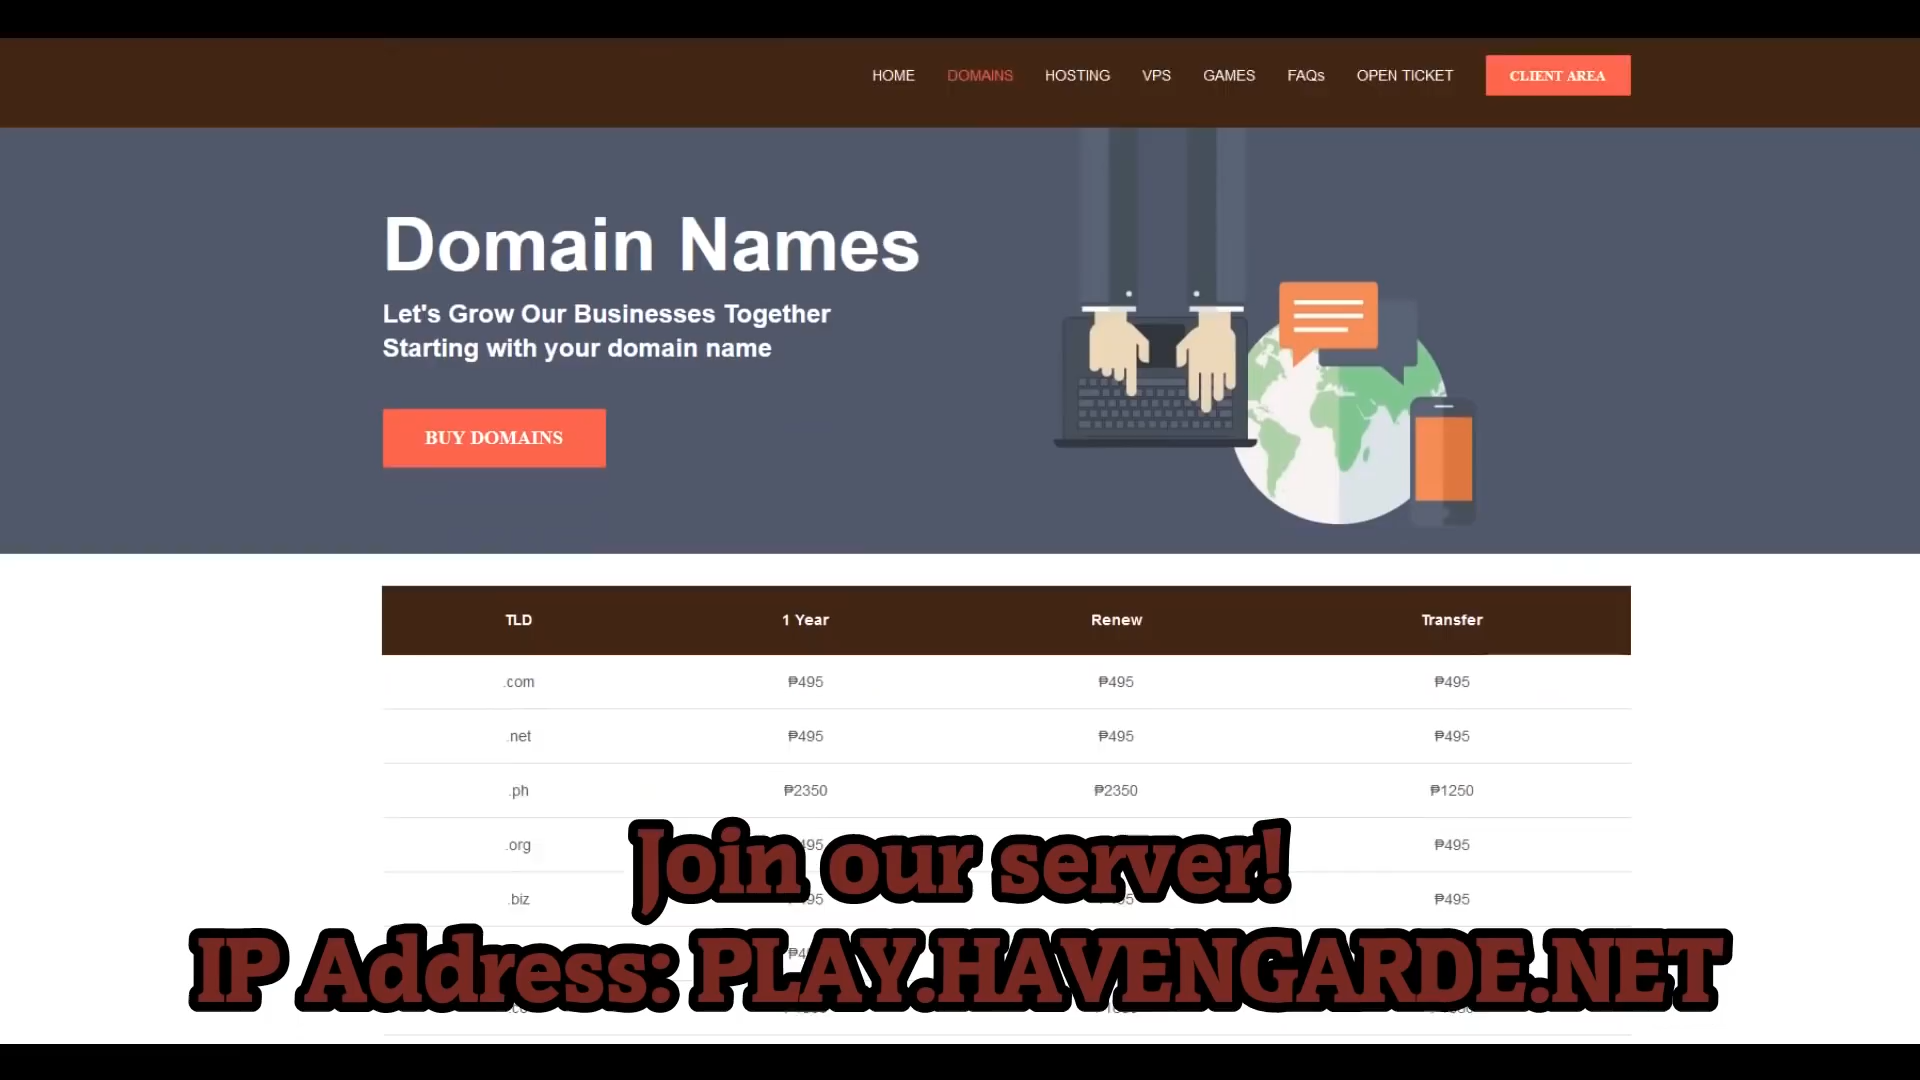 HOME DOMAINS HOSTING VPS GAMES FAQs OPEN TICKET CLIENT AREA
Domain Names
Let's Grow Our Businesses Together
Starting with your domain name
BUY DOMAINS
TLD 1 Year Renew Transfer
.com ₱495 ₱495 ₱495
.net ₱495 ₱495 ₱495
.ph ₱2350 ₱2350 ₱1250
.org ₱495
.biz ₱495
Join our server!
IP Address: PLAY.HAVENGARDE.NET